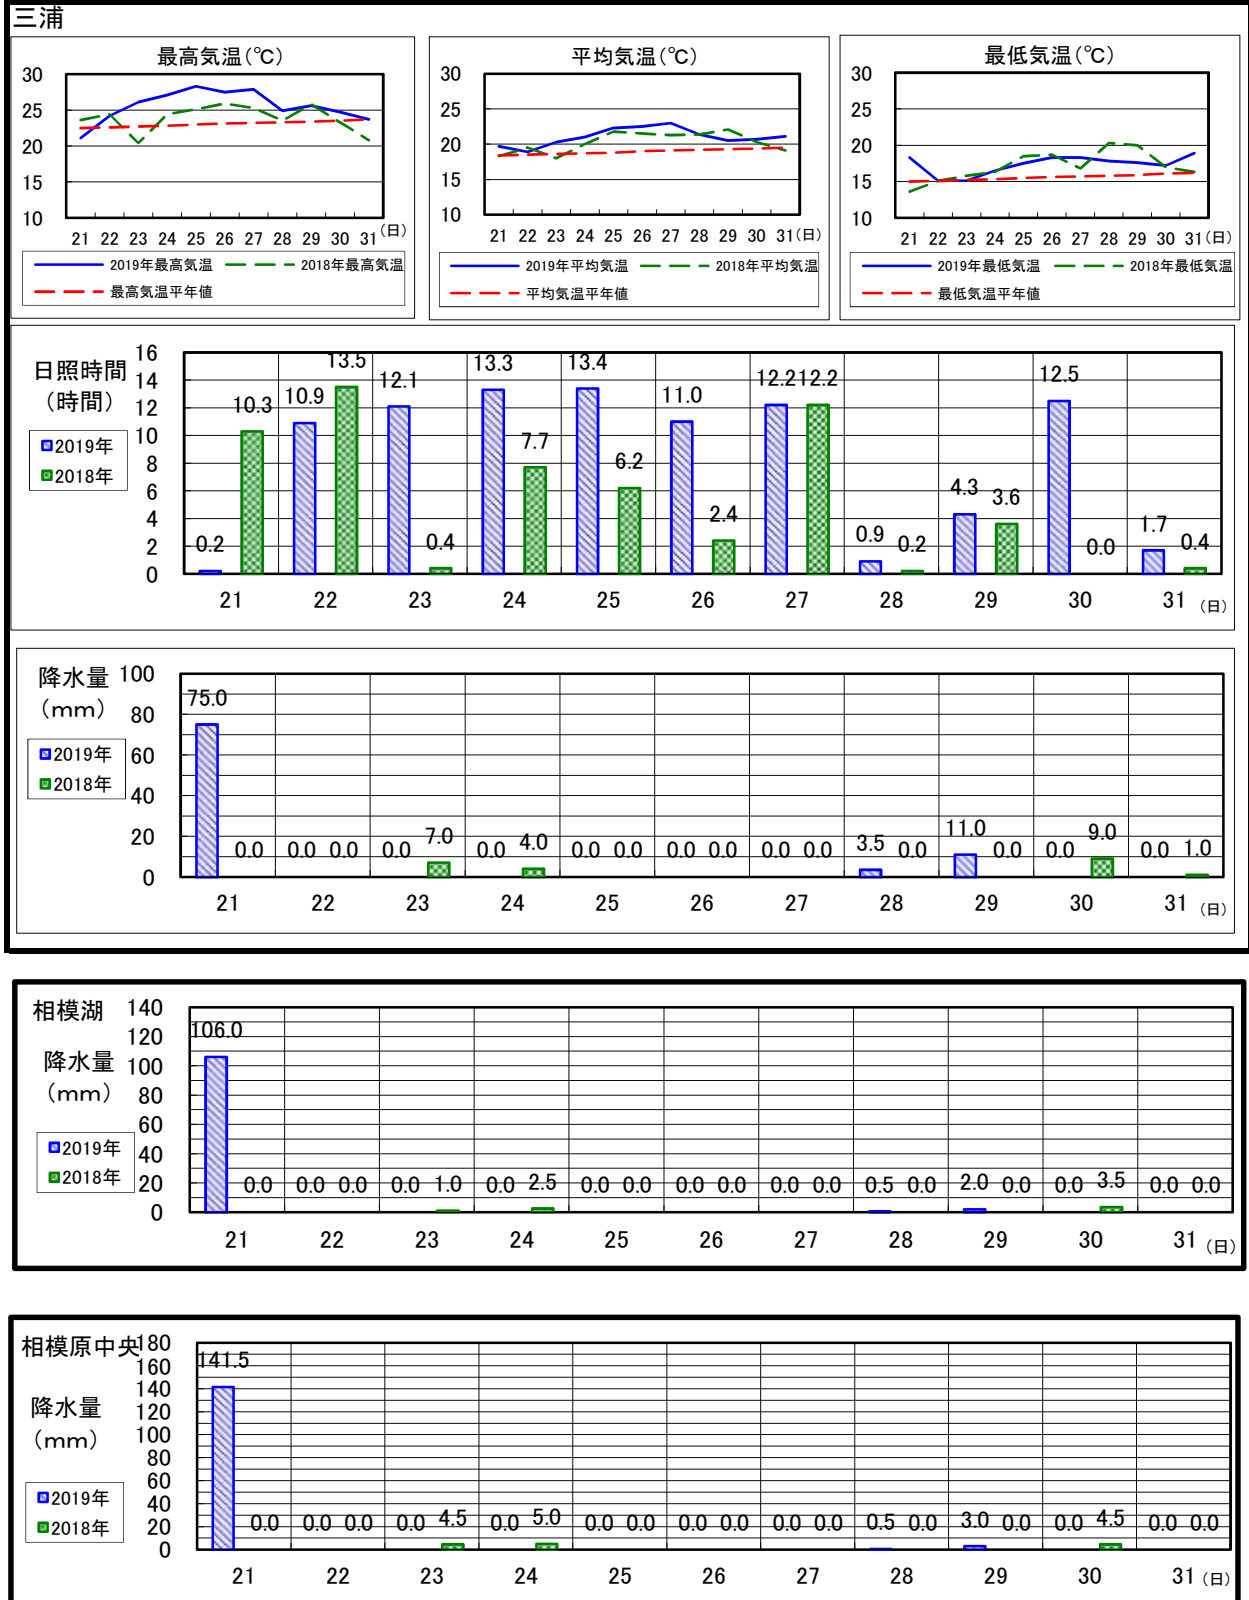 三浦
最高気温(℃)
30
25
20
15
10
21 22 23 24 25 26 27 28 29 30 31 (日)
2019年最高気温 2018年最高気温
最高気温平年値
平均気温(℃)
30
25
20
15
10
21 22 23 24 25 26 27 28 29 30 31 (日)
2019年平均気温 2018年平均気温
平均気温平年値
最低気温(℃)
30
25
20
15
10
21 22 23 24 25 26 27 28 29 30 31 (日)
2019年最低気温 2018年最低気温
最低気温平年値
日照時間
(時間)
2019年
2018年
16
14
12
10
8
6
4
2
0
0.2 10.3 10.9 13.5 12.1 0.4 13.3 7.7 13.4 6.2 11.0 2.4 12.2 12.2 0.9 0.2 4.3 3.6 12.5 0.0 1.7 0.4
21 22 23 24 25 26 27 28 29 30 31 (日)
降水量
(mm)
2019年
2018年
100
80
60
40
20
0
75.0 0.0 0.0 0.0 0.0 7.0 0.0 4.0 0.0 0.0 0.0 0.0 0.0 0.0 3.5 0.0 11.0 0.0 0.0 9.0 0.0 1.0
21 22 23 24 25 26 27 28 29 30 31 (日)
相模湖
降水量
(mm)
2019年
2018年
140
120
100
80
60
40
20
0
106.0 0.0 0.0 0.0 0.0 1.0 0.0 2.5 0.0 0.0 0.0 0.0 0.0 0.0 0.5 0.0 2.0 0.0 0.0 3.5 0.0 0.0
21 22 23 24 25 26 27 28 29 30 31 (日)
相模原中央
降水量
(mm)
2019年
2018年
180
160
140
120
100
80
60
40
20
0
141.5 0.0 0.0 0.0 0.0 4.5 0.0 5.0 0.0 0.0 0.0 0.0 0.0 0.0 0.5 0.0 3.0 0.0 0.0 4.5 0.0 0.0
21 22 23 24 25 26 27 28 29 30 31 (日)